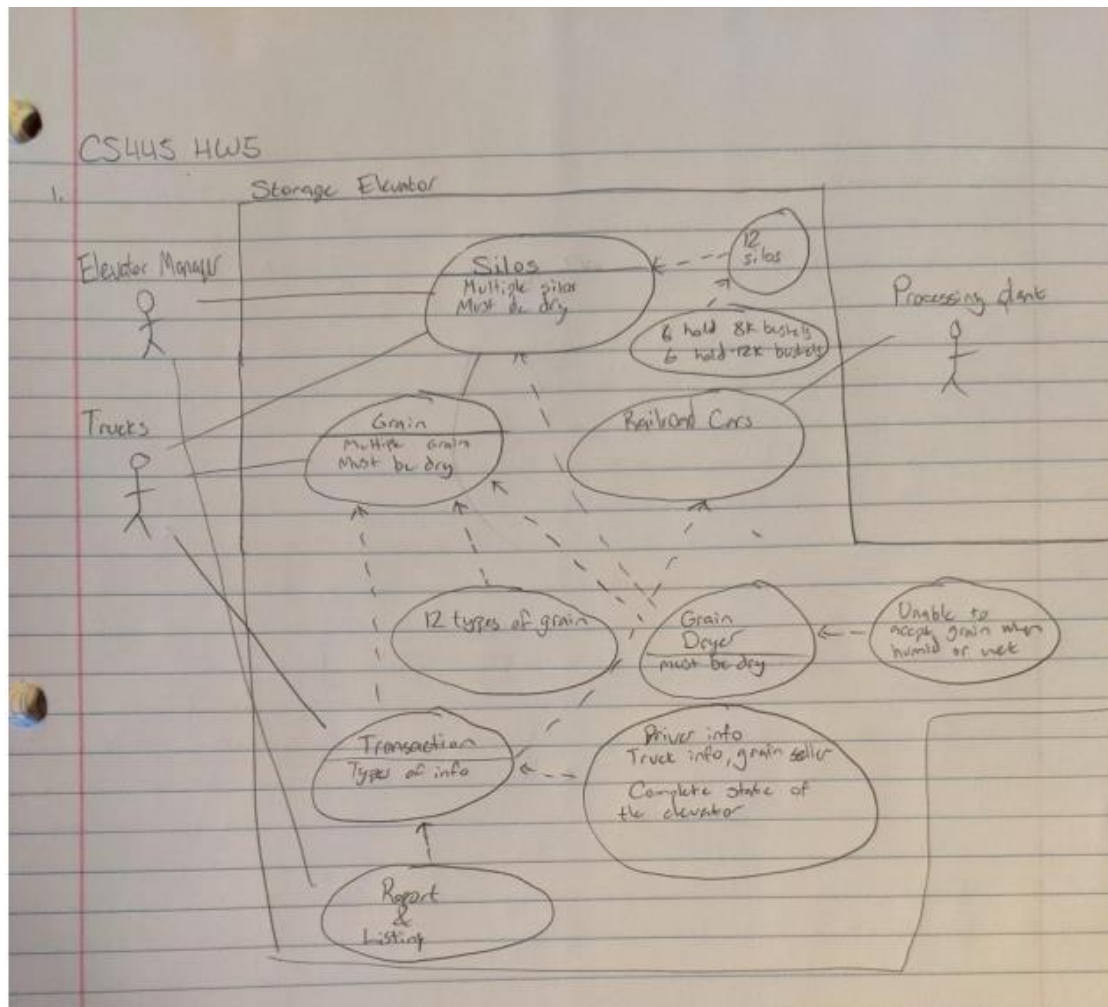 CS445 HW5
1.
Storage Elevator
Elevator Manager
Silos
Multiple silos
Must be dry
12
silos
Processing plant
6 hold 8K bushels
6 hold 12K bushels
Trucks
Grain
Multiple Grain
Must be dry
Railroad Cars
12 types of grain
Grain
Dryer
must be dry
Unable to
accept grain when
humid or wet
Transaction
Types of info
Driver info
Truck info, grain seller
Complete state of
the elevator
Report
&
Listing